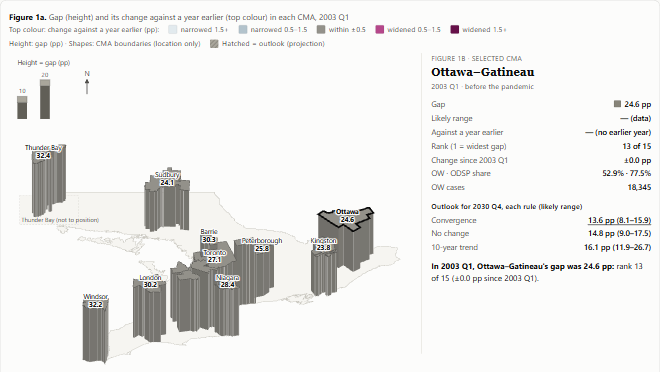 Figure 1a. Gap (height) and its change against a year earlier (top colour) in each CMA, 2003 Q1
Top colour: change against a year earlier (pp): narrowed 1.5+ narrowed 0.5-1.5 within ±0.5 widened 0.5-1.5 widened 1.5+
Height: gap (pp) · Shapes: CMA boundaries (location only) Hatched = outlook (projection)
Height = gap (pp)
20
10
N
Thunder Bay
32.4
Thunder Bay (not to position)
Sudbury
24.1
Ottawa
24.6
Barrie
30.3
Peterborough
25.8
Kingston
23.8
Toronto
27.1
London
30.2
Niagara
28.4
Windsor
32.2
FIGURE 1B · SELECTED CMA
Ottawa–Gatineau
2003 Q1 · before the pandemic
Gap 24.6 pp
Likely range — (data)
Against a year earlier — (no earlier year)
Rank (1 = widest gap) 13 of 15
Change since 2003 Q1 ±0.0 pp
OW · ODSP share 52.9% · 77.5%
OW cases 18,345
Outlook for 2030 Q4, each rule (likely range)
Convergence 13.6 pp (8.1–15.9)
No change 14.8 pp (9.0–17.5)
10-year trend 16.1 pp (11.9–26.7)
In 2003 Q1, Ottawa–Gatineau's gap was 24.6 pp: rank 13
of 15 (±0.0 pp since 2003 Q1).